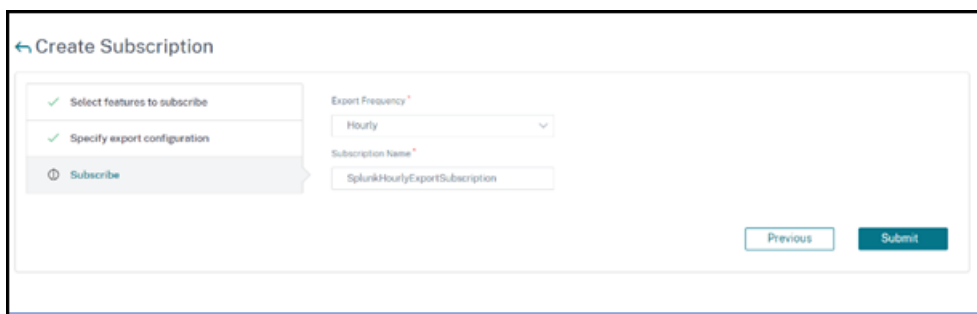 Create Subscription
Select features to subscribe
Specify export configuration
Subscribe
Export Frequency*
Hourly
Subscription Name*
SplunkHourlyExportSubscription
Previous
Submit